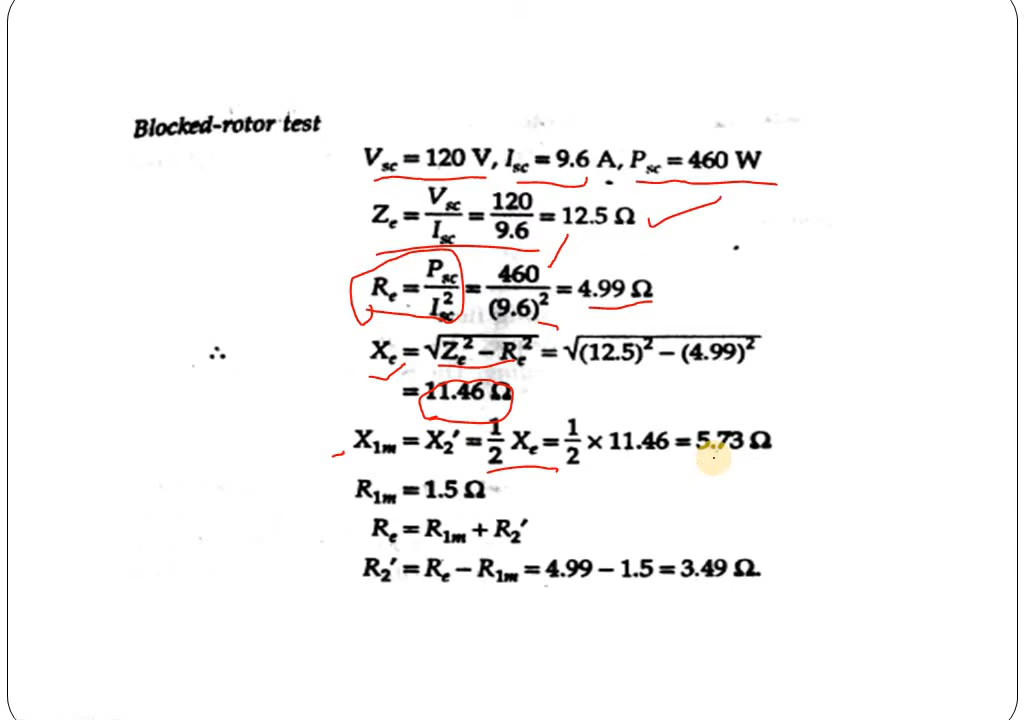 Blocked-rotor test
V_sc = 120 V, I_sc = 9.6 A, P_sc = 460 W
Z_e = V_sc / I_sc = 120 / 9.6 = 12.5 Ω
R_e = P_sc / I_sc² = 460 / (9.6)² = 4.99 Ω
∴ X_e = √(Z_e² − R_e²) = √((12.5)² − (4.99)²)
= 11.46 Ω
X_1m = X_2′ = 1/2 X_e = 1/2 × 11.46 = 5.73 Ω
R_1m = 1.5 Ω
R_e = R_1m + R_2′
R_2′ = R_e − R_1m = 4.99 − 1.5 = 3.49 Ω.